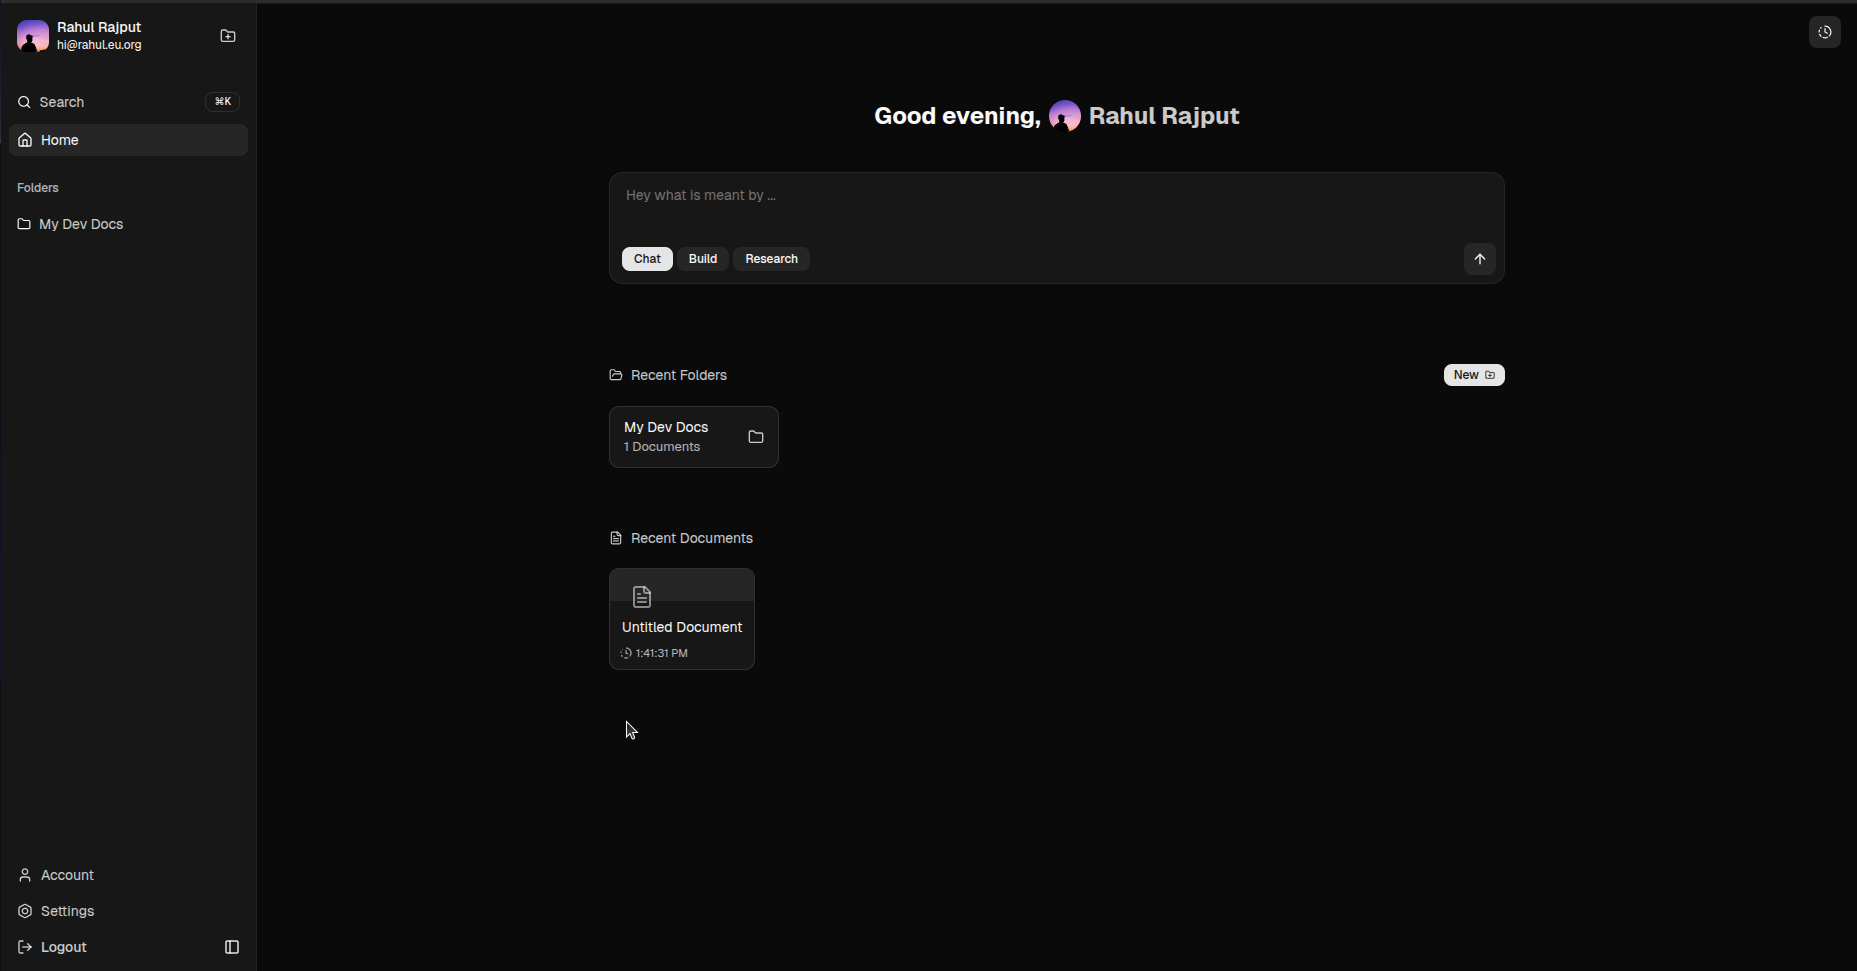 Rahul Rajput
hi@rahul.eu.org
Search ⌘K
Home
Folders
My Dev Docs
Account
Settings
Logout
Good evening, Rahul Rajput
Hey what is meant by ...
Chat Build Research
Recent Folders New
My Dev Docs
1 Documents
Recent Documents
Untitled Document
1:41:31 PM